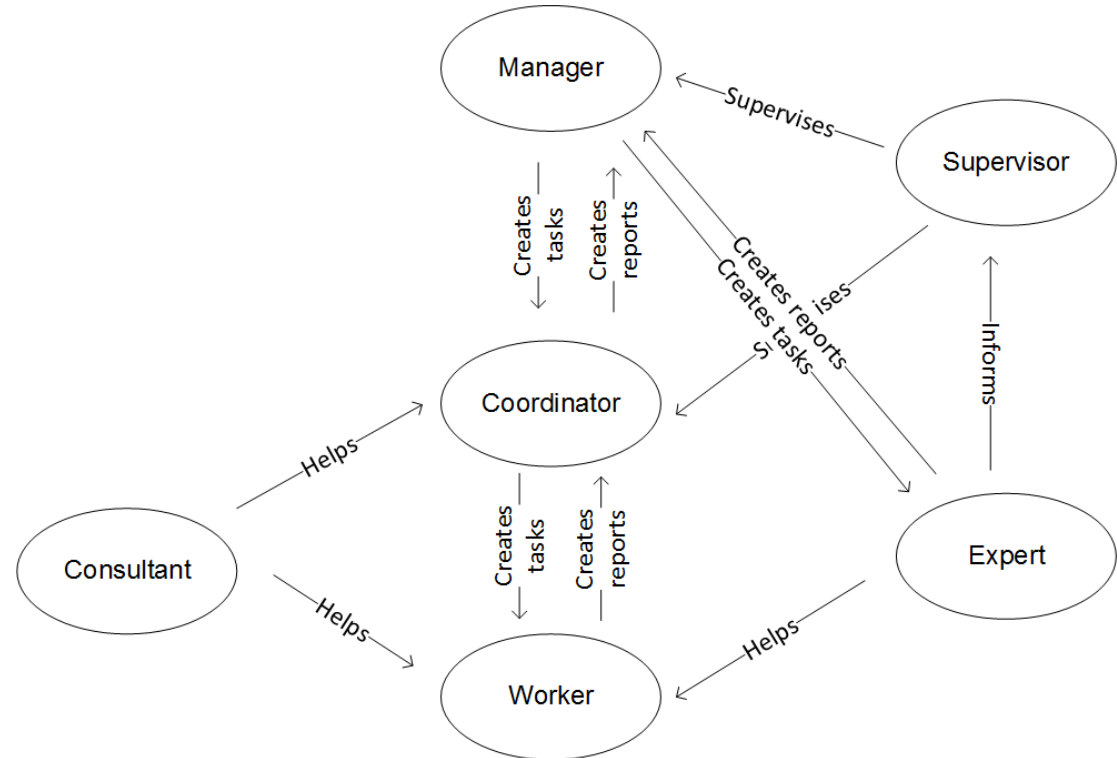 Manager
Supervises
Supervisor
Creates
tasks
Creates
reports
Creates reports
Creates tasks
ises
Informs
Coordinator
Helps
Creates
tasks
Creates
reports
Consultant
Expert
Helps
Helps
Worker